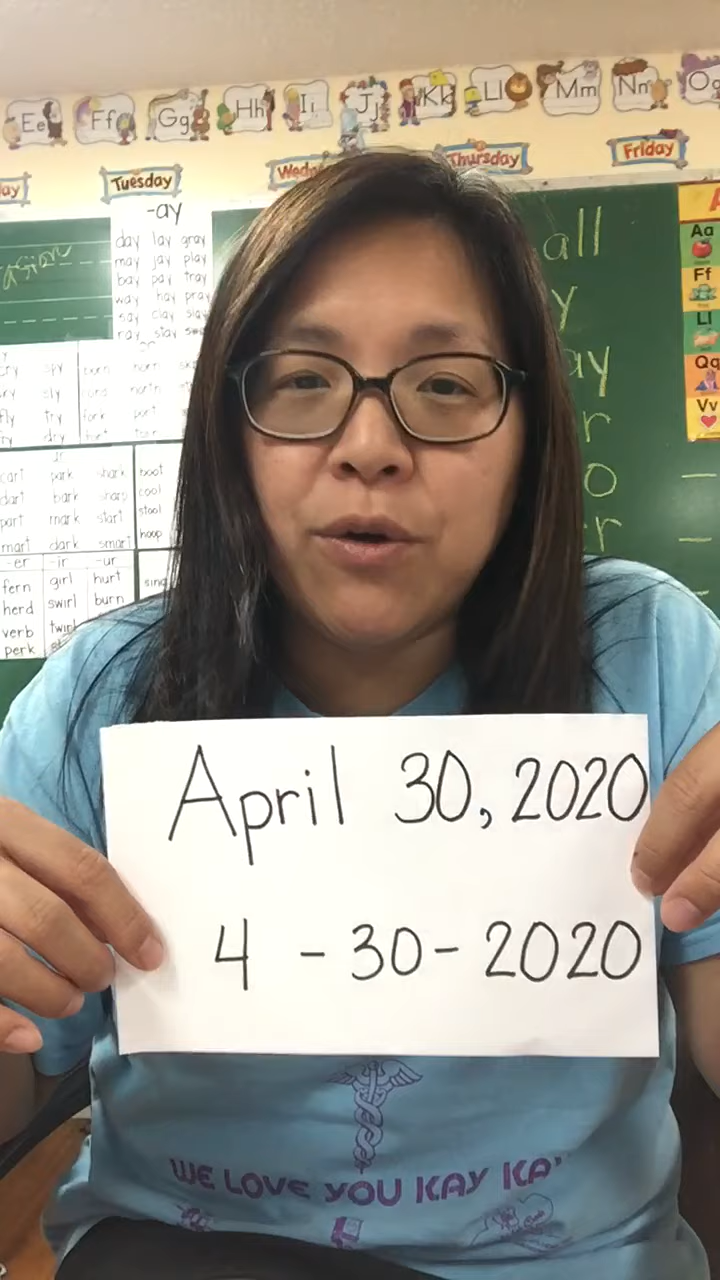 Ee Ff Gg Hh Ii Jj Kk Ll Mm Nn
Tuesday Thursday Friday
-ay
day lay gray
may jay play
bay pay tray
way hay pray
say clay
ray stay
all
y
ay
r
o
r
Aa
Ff
Ll
Qq
Vv
spy born
sly north
try fork port
dry
cart park shark boot
dart bark cool
part mark start stool
mart dark smart hoop
-er -ir -ur
fern girl hurt
herd swirl burn
verb
perk
April 30, 2020
4 - 30 - 2020
WE LOVE YOU KAY